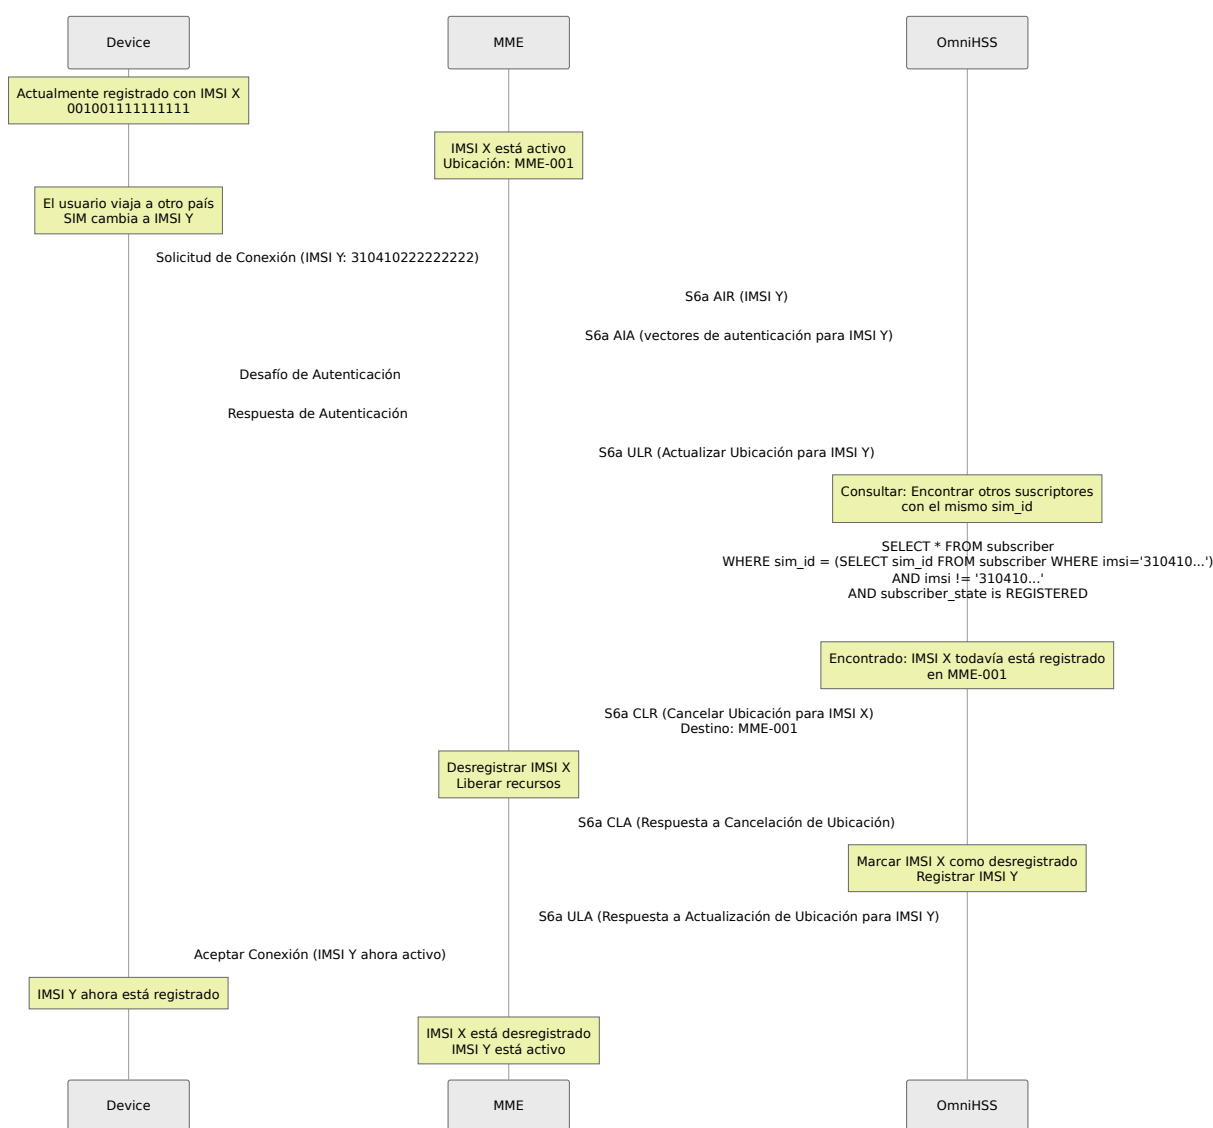 Device
MME
OmniHSS
Actualmente registrado con IMSI X
001001111111111
IMSI X está activo
Ubicación: MME-001
El usuario viaja a otro país
SIM cambia a IMSI Y
Solicitud de Conexión (IMSI Y: 310410222222222)
S6a AIR (IMSI Y)
S6a AIA (vectores de autenticación para IMSI Y)
Desafío de Autenticación
Respuesta de Autenticación
S6a ULR (Actualizar Ubicación para IMSI Y)
Consultar: Encontrar otros suscriptores
con el mismo sim_id
SELECT * FROM subscriber
WHERE sim_id = (SELECT sim_id FROM subscriber WHERE imsi='310410...')
AND imsi != '310410...'
AND subscriber_state is REGISTERED
Encontrado: IMSI X todavía está registrado
en MME-001
S6a CLR (Cancelar Ubicación para IMSI X)
Destino: MME-001
Desregistrar IMSI X
Liberar recursos
S6a CLA (Respuesta a Cancelación de Ubicación)
Marcar IMSI X como desregistrado
Registrar IMSI Y
S6a ULA (Respuesta a Actualización de Ubicación para IMSI Y)
Aceptar Conexión (IMSI Y ahora activo)
IMSI Y ahora está registrado
IMSI X está desregistrado
IMSI Y está activo
Device
MME
OmniHSS